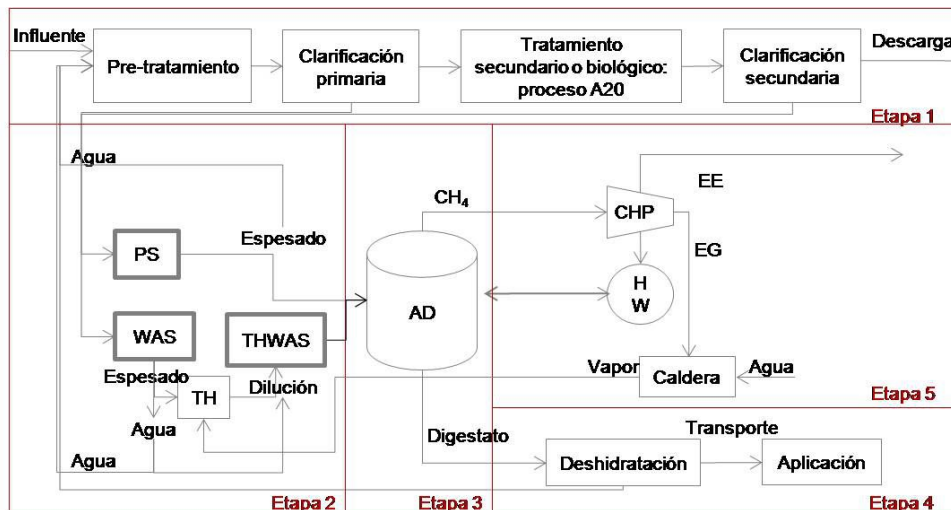 Influente
Pre-tratamiento
Clarificación
primaria
Tratamiento
secundario o biológico:
proceso A20
Clarificación
secundaria
Descarga
Etapa 1
Agua
Espesado
PS
WAS
THWAS
Espesado
TH
Dilución
Agua
Agua
Etapa 2
CH4
AD
Digestato
Etapa 3
CHP
EE
EG
H
W
Vapor
Caldera
Agua
Etapa 5
Transporte
Deshidratación
Aplicación
Etapa 4